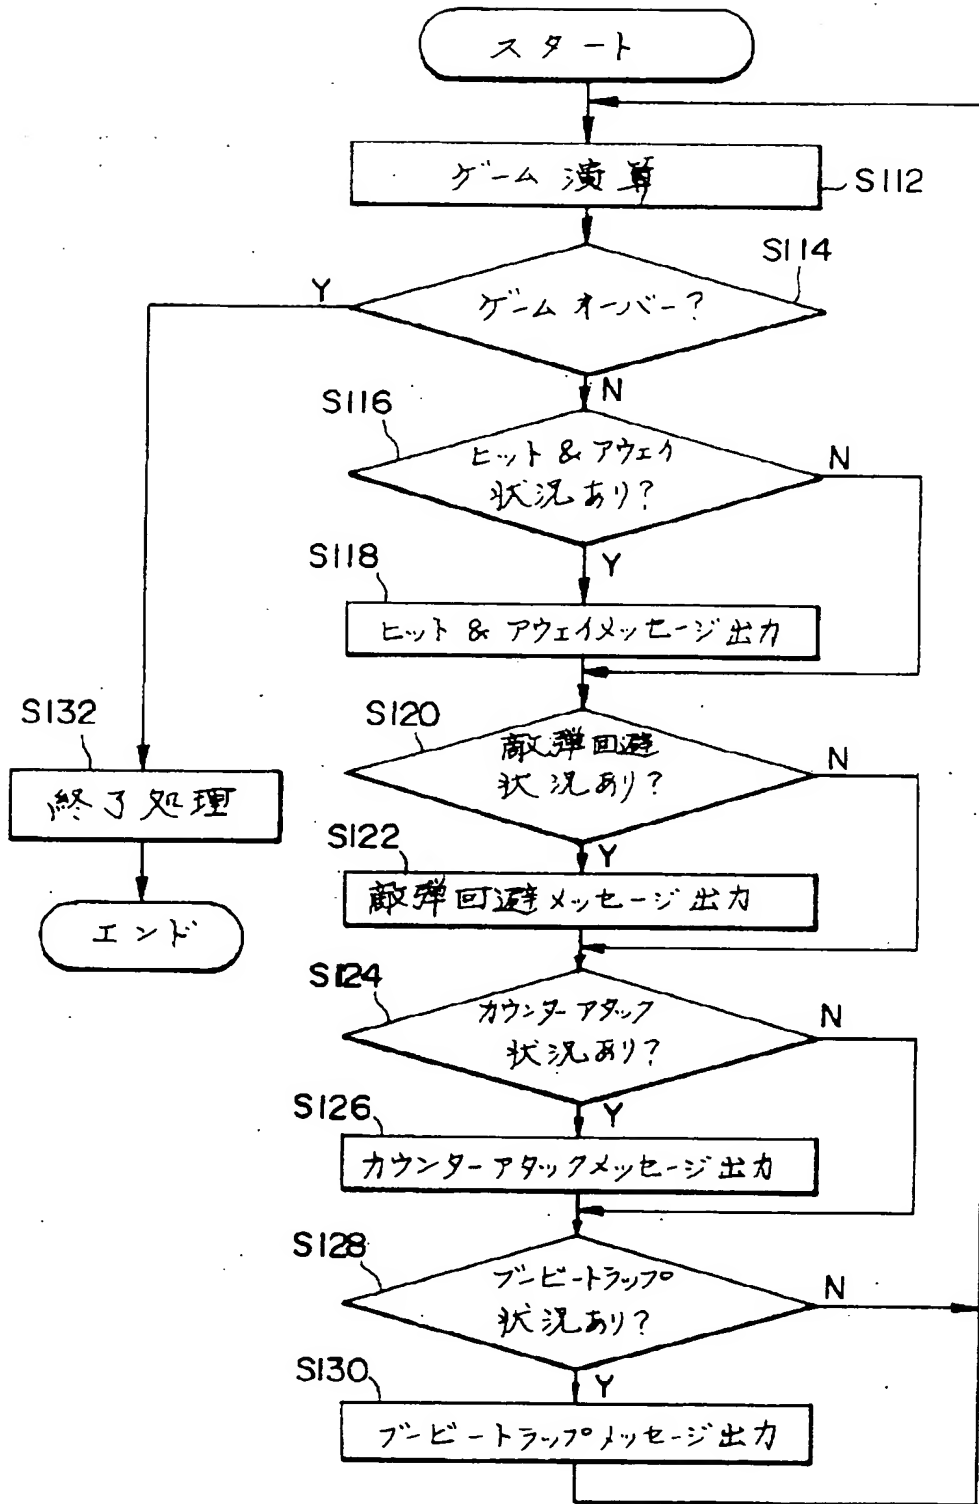 スタート
ゲーム演算
S112
S114
Y
ゲームオーバー?
N
S116
ヒット & アウェイ
状況あり?
N
S118
Y
ヒット & アウェイメッセージ出力
S132
終了処理
エンド
S120
敵弾回避
状況あり?
N
S122
Y
敵弾回避メッセージ出力
S124
カウンターアタック
状況あり?
N
S126
Y
カウンターアタックメッセージ出力
S128
ブービートラップ
状況あり?
N
S130
Y
ブービートラップメッセージ出力